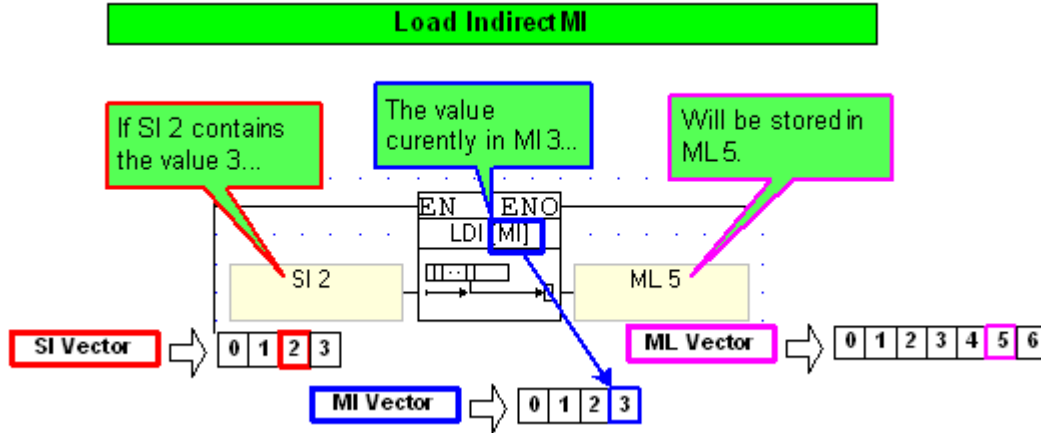 Load Indirect MI
If SI 2 contains
the value 3...
The value
curently in MI 3...
Will be stored in
ML 5.
EN ENO
LDI [MI]
SI 2
ML 5
SI Vector
0 1 2 3
ML Vector
0 1 2 3 4 5 6
MI Vector
0 1 2 3